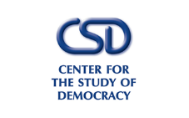 CSD
CENTER FOR
THE STUDY OF
DEMOCRACY